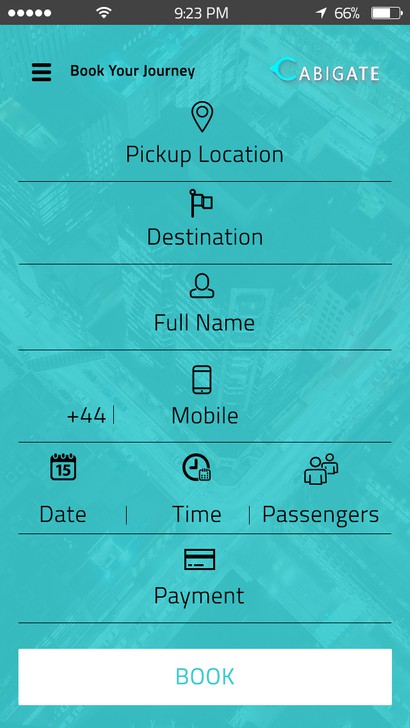 9:23 PM 66%
Book Your Journey CABIGATE
Pickup Location
Destination
Full Name
+44 Mobile
15
Date Time Passengers
Payment
BOOK